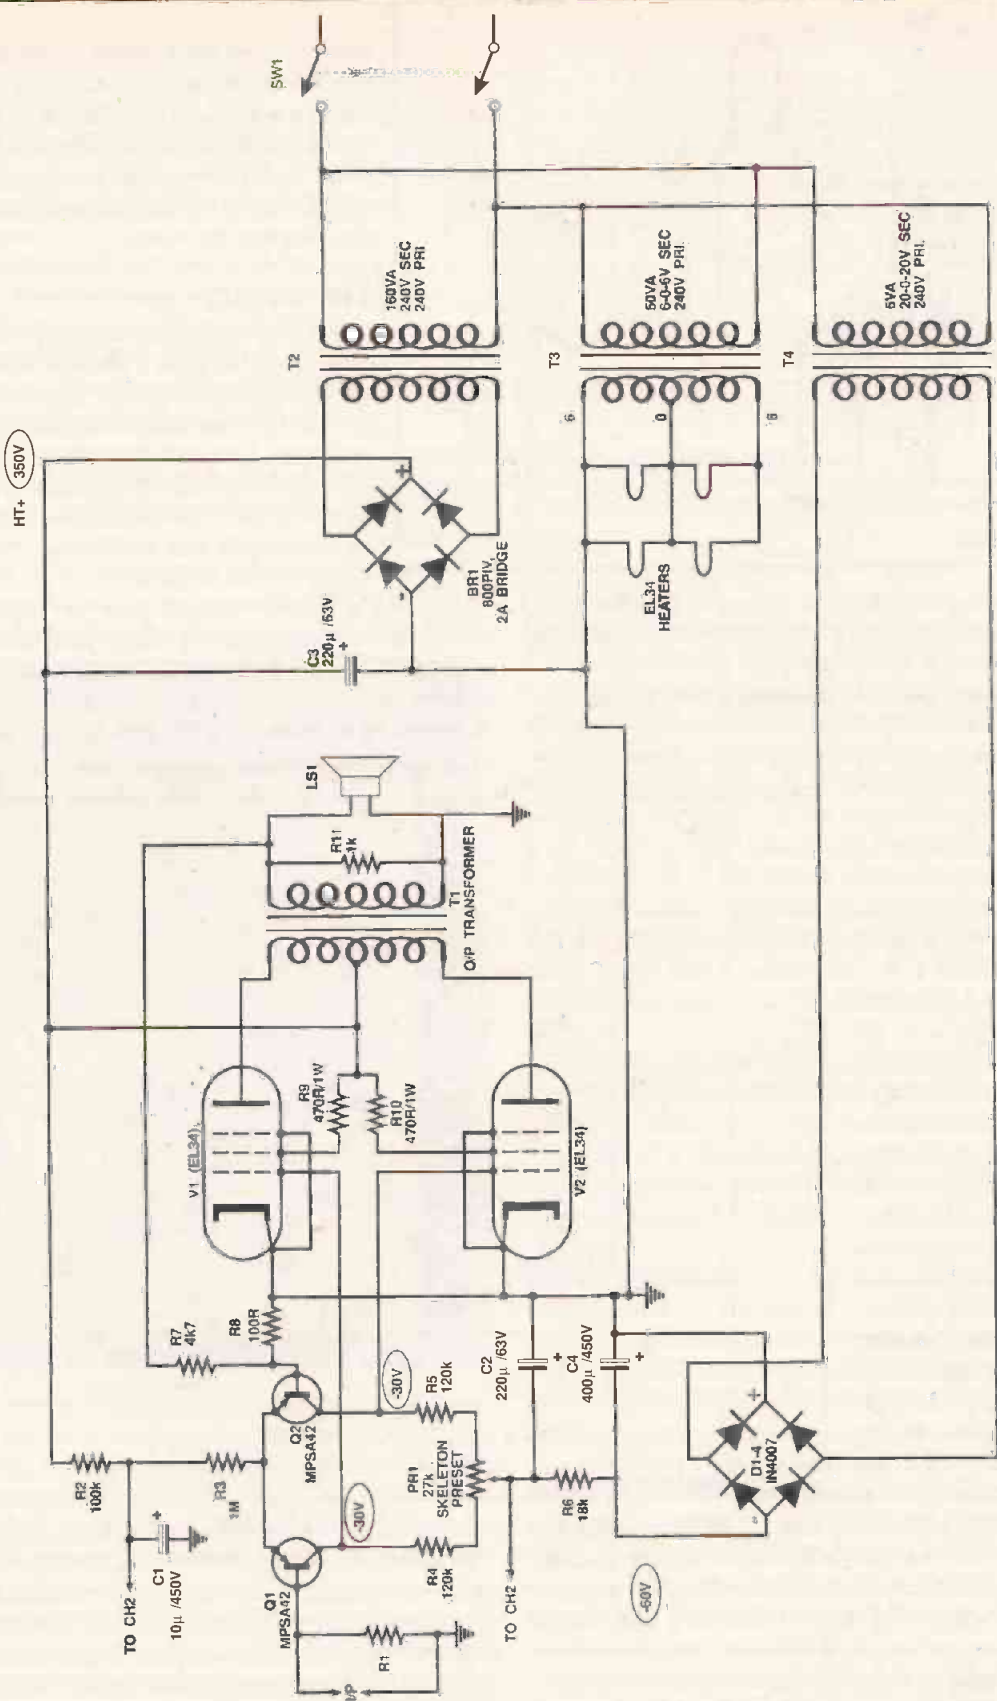 SW1
160VA
240V SEC
240V PRI
50VA
6-0-6V SEC
240V PRI.
6VA
20-0-20V SEC
240V PRI.
T2
T3
T4
6
0
6
HT+
350V
+
-
BR1
800PIV,
2A BRIDGE
EL34
HEATERS
C3
220µ /63V
+
LS1
R11
1k
T1
O/P TRANSFORMER
V1 (EL34)
R9
470R/1W
R10
470R/1W
V2 (EL34)
R7
4k7
R8
100R
R2
100k
R3
1M
Q2
MPSA42
-30V
R5
120k
C2
220µ /63V
+
C4
400µ /450V
+
PR1
27k
SKELETON
PRESET
+
D1-4
IN4007
-
R6
18k
-30V
R4
120k
TO CH2
C1
10µ /450V
+
Q1
MPSA42
TO CH2
-60V
R1
I/P